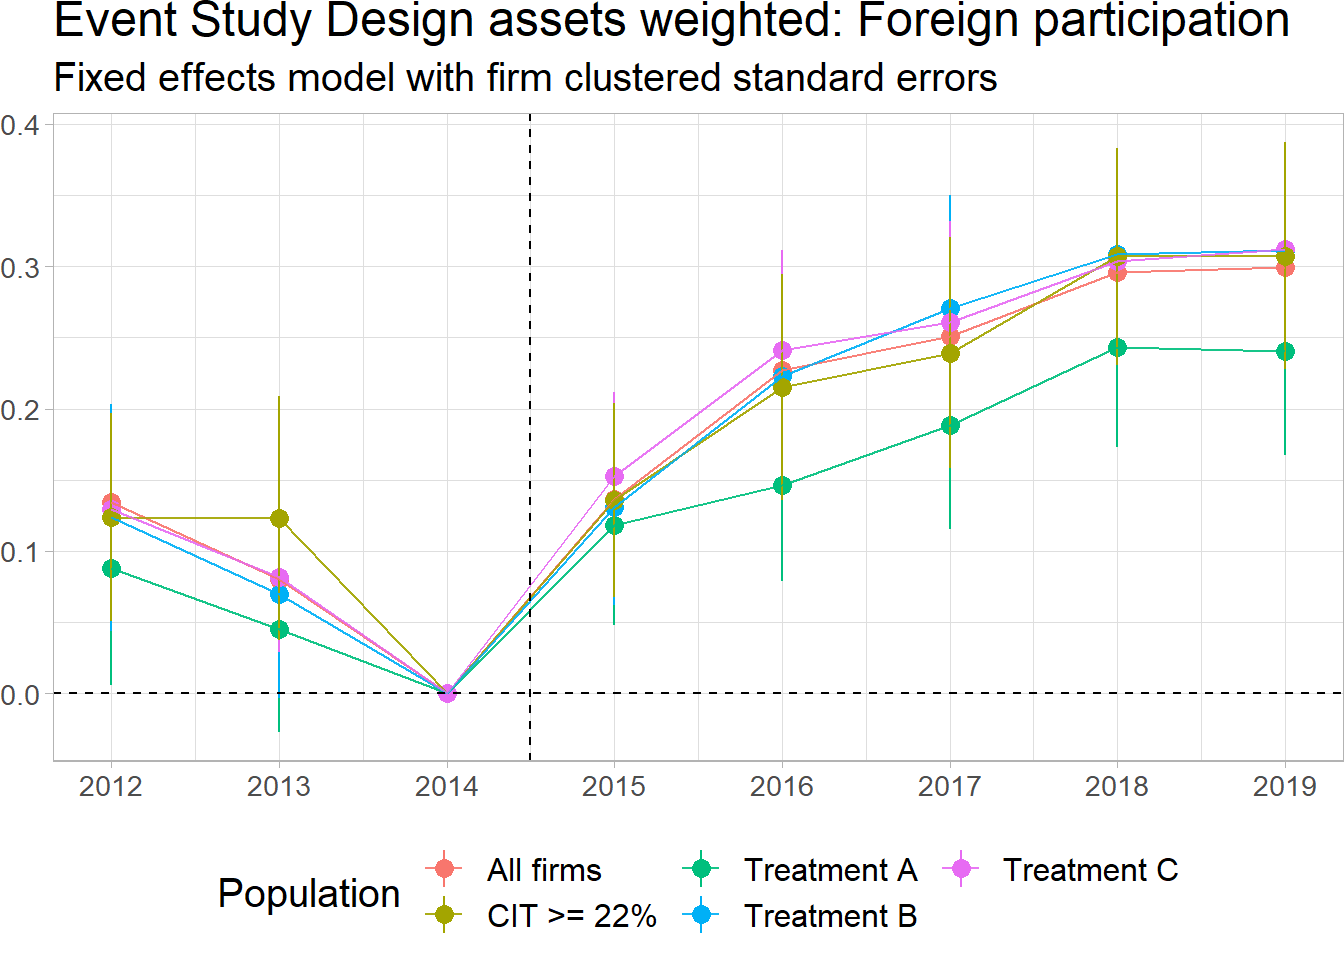 Event Study Design assets weighted: Foreign participation
Fixed effects model with firm clustered standard errors
0.4
0.3
0.2
0.1
0.0
2012 2013 2014 2015 2016 2017 2018 2019
Population
All firms Treatment A Treatment C
CIT >= 22% Treatment B